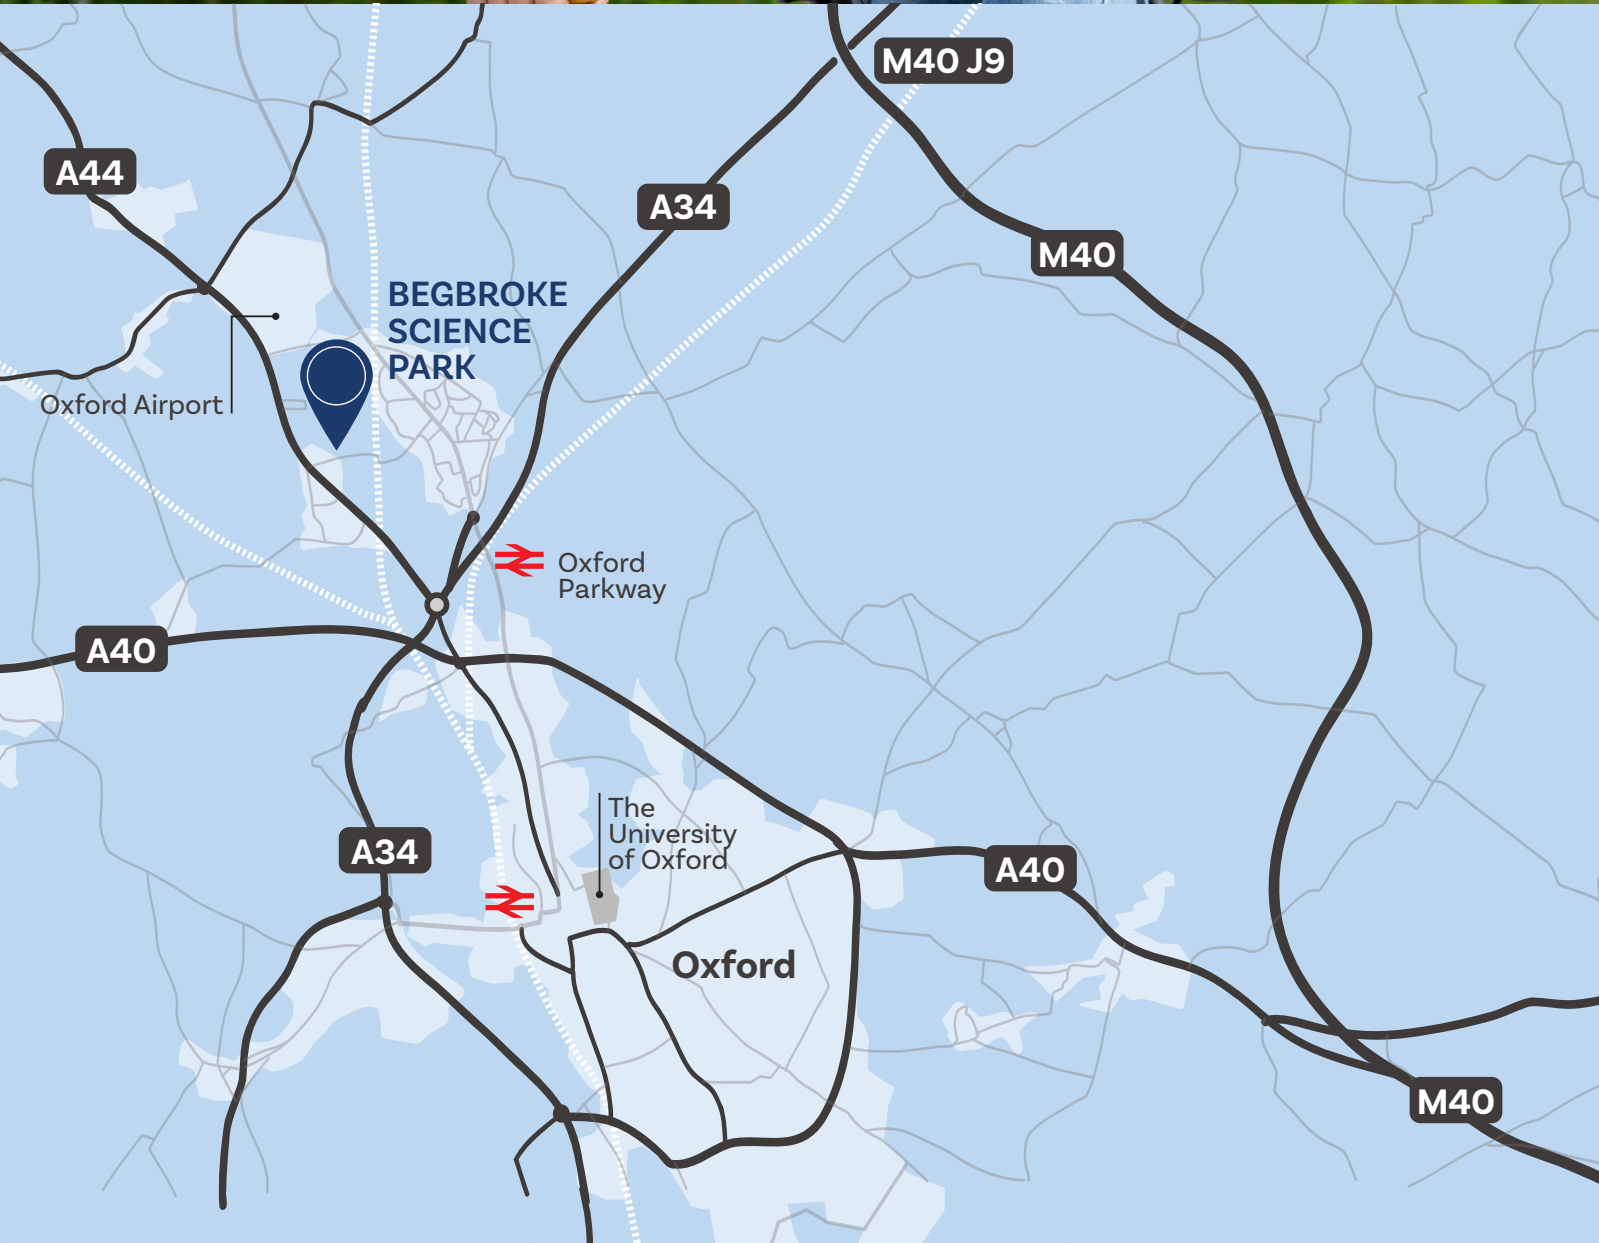 M40 J9
A44
A34
M40
BEGBROKE
SCIENCE
PARK
Oxford Airport
Oxford
Parkway
A40
The
University
of Oxford
A34
A40
Oxford
M40